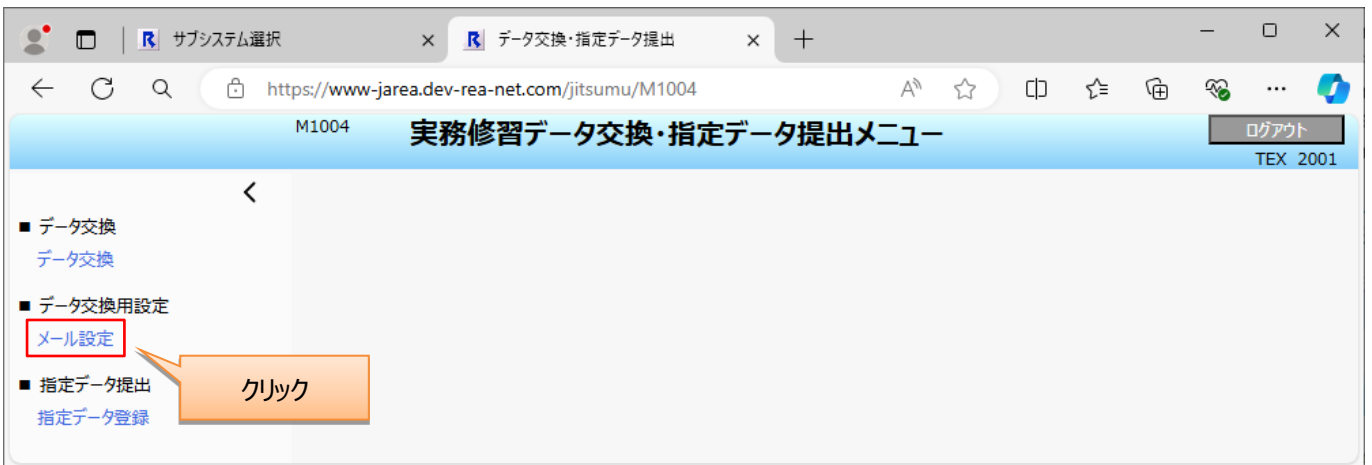 サブシステム選択
データ交換・指定データ提出
https://www-jarea.dev-rea-net.com/jitsumu/M1004
M1004
実務修習データ交換・指定データ提出メニュー
ログアウト
TEX 2001
■ データ交換
データ交換
■ データ交換用設定
メール設定
■ 指定データ提出
指定データ登録
クリック